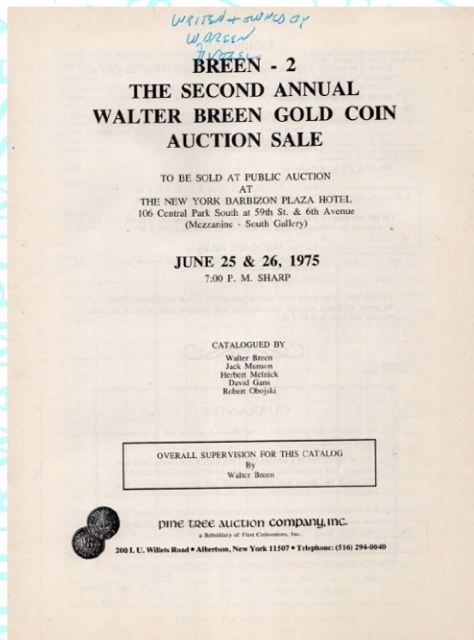 WRITTEN + OWNED BY
W. BREEN
BREEN - 2
THE SECOND ANNUAL
WALTER BREEN GOLD COIN
AUCTION SALE
TO BE SOLD AT PUBLIC AUCTION
AT
THE NEW YORK BARBIZON PLAZA HOTEL
106 Central Park South at 59th St. & 6th Avenue
(Mezzanine - South Gallery)
JUNE 25 & 26, 1975
7:00 P. M. SHARP
CATALOGUED BY
Walter Breen
Jack Munson
Herbert Melnick
David Gans
Robert Obojski
OVERALL SUPERVISION FOR THIS CATALOG
By
Walter Breen
PINE TREE AUCTION COMPANY, INC.
a Subsidiary of First Coinvestors, Inc.
200 I. U. Willets Road • Albertson, New York 11507 • Telephone: (516) 294-0040